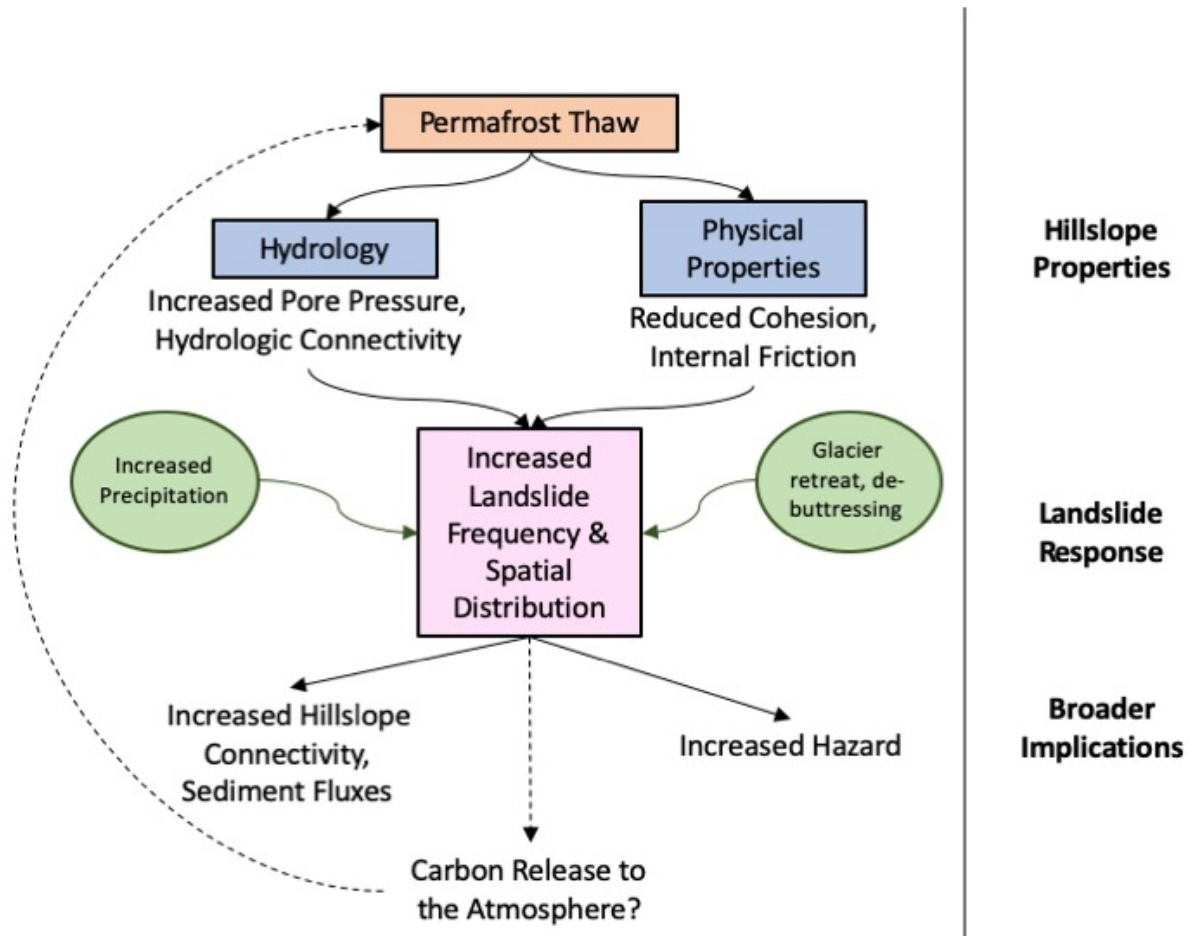 Permafrost Thaw
Hydrology
Increased Pore Pressure,
Hydrologic Connectivity
Physical
Properties
Reduced Cohesion,
Internal Friction
Increased
Precipitation
Increased
Landslide
Frequency &
Spatial
Distribution
Glacier
retreat, de-
buttressing
Increased Hillslope
Connectivity,
Sediment Fluxes
Increased Hazard
Carbon Release to
the Atmosphere?
Hillslope
Properties
Landslide
Response
Broader
Implications